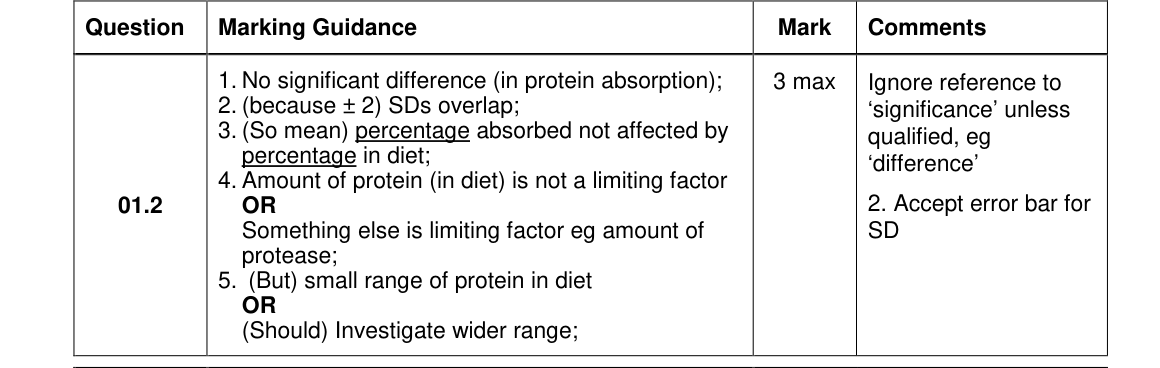 Question Marking Guidance Mark Comments
01.2
1. No significant difference (in protein absorption);
2. (because ± 2) SDs overlap;
3. (So mean) percentage absorbed not affected by
percentage in diet;
4. Amount of protein (in diet) is not a limiting factor
OR
Something else is limiting factor eg amount of
protease;
5. (But) small range of protein in diet
OR
(Should) Investigate wider range;
3 max
Ignore reference to
‘significance’ unless
qualified, eg
‘difference’
2. Accept error bar for
SD